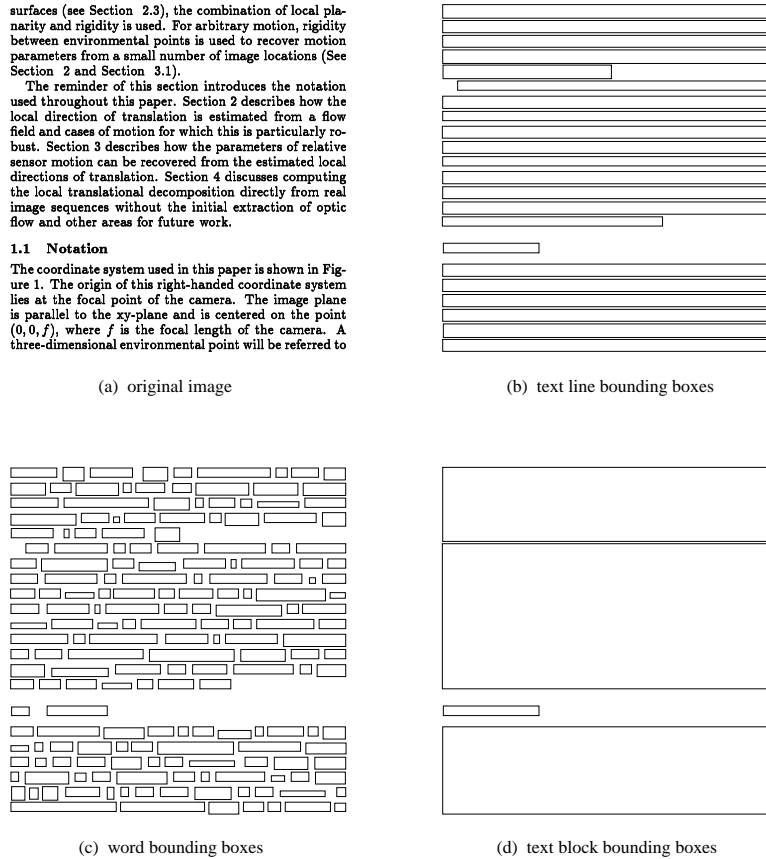 surfaces (see Section 2.3), the combination of local pla-
narity and rigidity is used. For arbitrary motion, rigidity
between environmental points is used to recover motion
parameters from a small number of image locations (See
Section 2 and Section 3.1).
The reminder of this section introduces the notation
used throughout this paper. Section 2 describes how the
local direction of translation is estimated from a flow
field and cases of motion for which this is particularly ro-
bust. Section 3 describes how the parameters of relative
sensor motion can be recovered from the estimated local
directions of translation. Section 4 discusses computing
the local translational decomposition directly from real
image sequences without the initial extraction of optic
flow and other areas for future work.
1.1 Notation
The coordinate system used in this paper is shown in Fig-
ure 1. The origin of this right-handed coordinate system
lies at the focal point of the camera. The image plane
is parallel to the xy-plane and is centered on the point
(0,0,f), where f is the focal length of the camera. A
three-dimensional environmental point will be referred to
(a) original image
(b) text line bounding boxes
(c) word bounding boxes
(d) text block bounding boxes